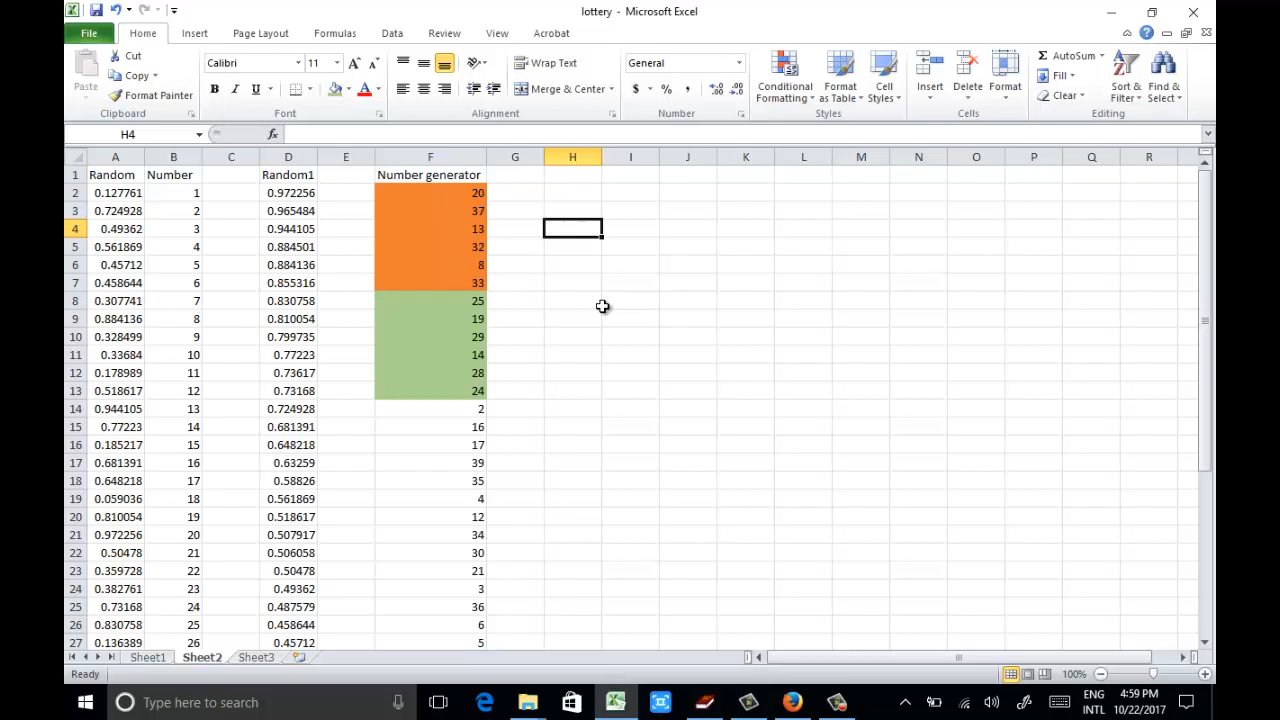 lottery - Microsoft Excel
File Home Insert Page Layout Formulas Data Review View Acrobat
Paste
Cut
Copy
Format Painter
Clipboard
Calibri 11
B I U
Font
Wrap Text
Merge & Center
Alignment
General
$ % ,
Number
Conditional Formatting
Format as Table
Cell Styles
Styles
Insert Delete Format
Cells
AutoSum
Fill
Clear
Sort & Filter
Find & Select
Editing
H4 fx
A B C D E F G H I J K L M N O P Q R
1 Random Number Random1 Number generator
2 0.127761 1 0.972256 20
3 0.724928 2 0.965484 37
4 0.49362 3 0.944105 13
5 0.561869 4 0.884501 32
6 0.45712 5 0.884136 8
7 0.458644 6 0.855316 33
8 0.307741 7 0.830758 25
9 0.884136 8 0.810054 19
10 0.328499 9 0.799735 29
11 0.33684 10 0.77223 14
12 0.178989 11 0.73617 28
13 0.518617 12 0.73168 24
14 0.944105 13 0.724928 2
15 0.77223 14 0.681391 16
16 0.185217 15 0.648218 17
17 0.681391 16 0.63259 39
18 0.648218 17 0.58826 35
19 0.059036 18 0.561869 4
20 0.810054 19 0.518617 12
21 0.972256 20 0.507917 34
22 0.50478 21 0.506058 30
23 0.359728 22 0.50478 21
24 0.382761 23 0.49362 3
25 0.73168 24 0.487579 36
26 0.830758 25 0.458644 6
27 0.136389 26 0.45712 5
Sheet1 Sheet2 Sheet3
Ready 100%
Type here to search
ENG
INTL
4:59 PM
10/22/2017